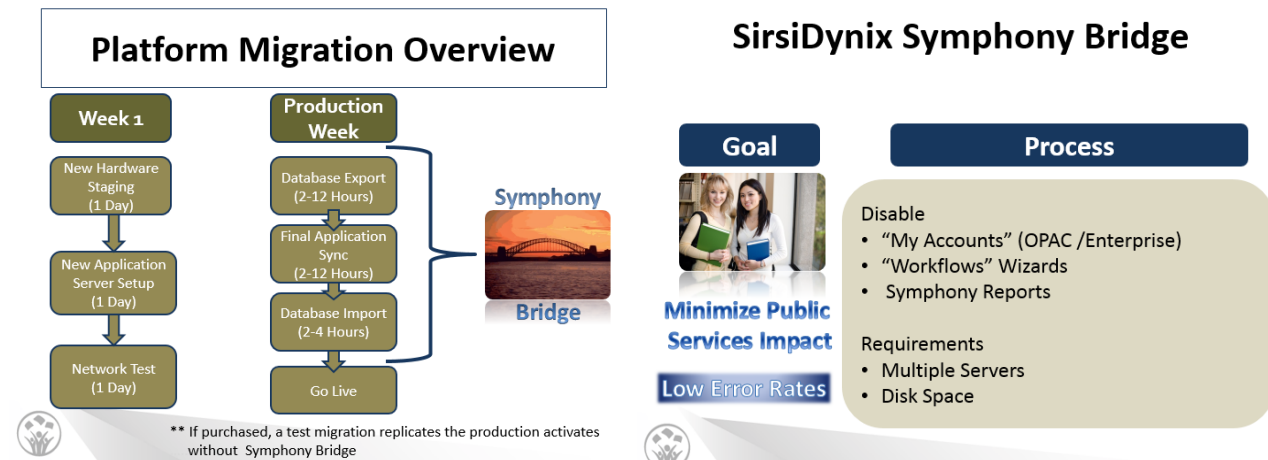 Platform Migration Overview
Week 1
New Hardware
Staging
(1 Day)
New Application
Server Setup
(1 Day)
Network Test
(1 Day)
Production
Week
Database Export
(2-12 Hours)
Final Application
Sync
(2-12 Hours)
Database Import
(2-4 Hours)
Go Live
Symphony
Bridge
** If purchased, a test migration replicates the production activates
without Symphony Bridge
SirsiDynix Symphony Bridge
Goal
Minimize Public
Services Impact
Low Error Rates
Process
Disable
• “My Accounts” (OPAC /Enterprise)
• “Workflows” Wizards
• Symphony Reports
Requirements
• Multiple Servers
• Disk Space